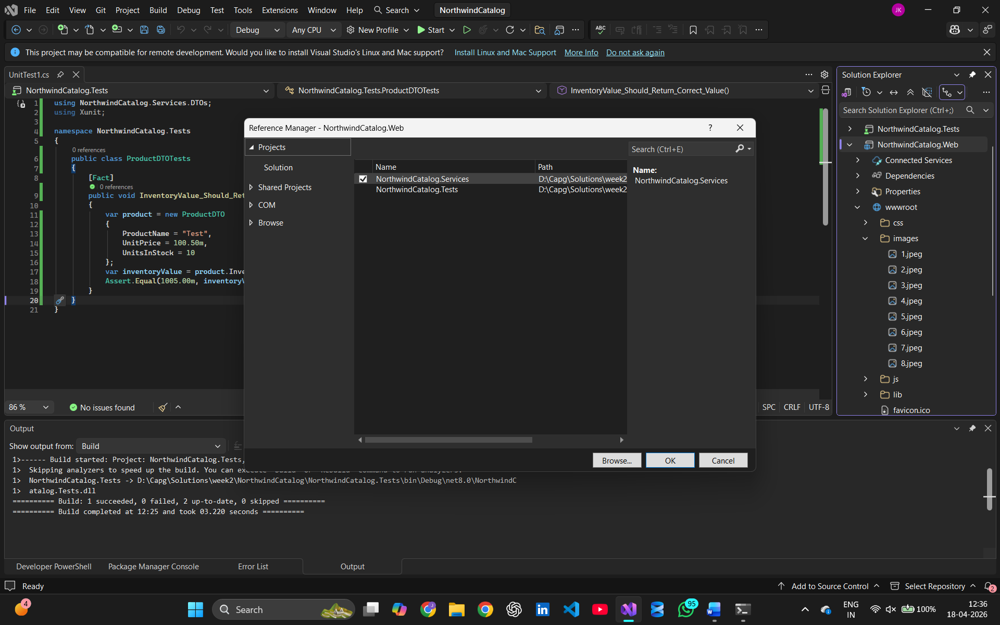 File Edit View Git Project Build Debug Test Tools Extensions Window Help Search NorthwindCatalog JK
Debug Any CPU New Profile Start ABC
This project may be compatible for remote development. Would you like to install Visual Studio's Linux and Mac support? Install Linux and Mac Support More Info Do not ask again
UnitTest1.cs
NorthwindCatalog.Tests NorthwindCatalog.Tests.ProductDTOTests InventoryValue_Should_Return_Correct_Value()
1 using NorthwindCatalog.Services.DTOs;
2 using Xunit;
3
4 namespace NorthwindCatalog.Tests
5 {
0 references
6 public class ProductDTOTests
7 {
8 [Fact]
0 references
9 public void InventoryValue_Should_Ret
10 {
11 var product = new ProductDTO
12 {
13 ProductName = "Test",
14 UnitPrice = 100.50m,
15 UnitsInStock = 10
16 };
17 var inventoryValue = product.Inve
18 Assert.Equal(1005.00m, inventoryV
19 }
20 }
21 }
86 % No issues found SPC CRLF UTF-8
Reference Manager - NorthwindCatalog.Web ?
Projects
Solution
Shared Projects
COM
Browse
Search (Ctrl+E)
Name Path
NorthwindCatalog.Services D:\Capg\Solutions\week2
NorthwindCatalog.Tests D:\Capg\Solutions\week2
Name:
NorthwindCatalog.Services
Browse... OK Cancel
Solution Explorer
Search Solution Explorer (Ctrl+;)
NorthwindCatalog.Tests
NorthwindCatalog.Web
Connected Services
Dependencies
Properties
wwwroot
css
images
1.jpeg
2.jpeg
3.jpeg
4.jpeg
5.jpeg
6.jpeg
7.jpeg
8.jpeg
js
lib
favicon.ico
Output
Show output from: Build
1>------ Build started: Project: NorthwindCatalog.Tests,
1> Skipping analyzers to speed up the build. You can execute 'Build' or 'Rebuild' command to run analyzers.
1> NorthwindCatalog.Tests -> D:\Capg\Solutions\week2\NorthwindCatalog\NorthwindCatalog.Tests\bin\Debug\net8.0\NorthwindC
1> atalog.Tests.dll
========== Build: 1 succeeded, 0 failed, 2 up-to-date, 0 skipped ==========
========== Build completed at 12:25 and took 03.220 seconds ==========
Developer PowerShell Package Manager Console Error List Output
Ready Add to Source Control Select Repository 2
4 Search 95 ENG IN 100% 12:36
18-04-2026